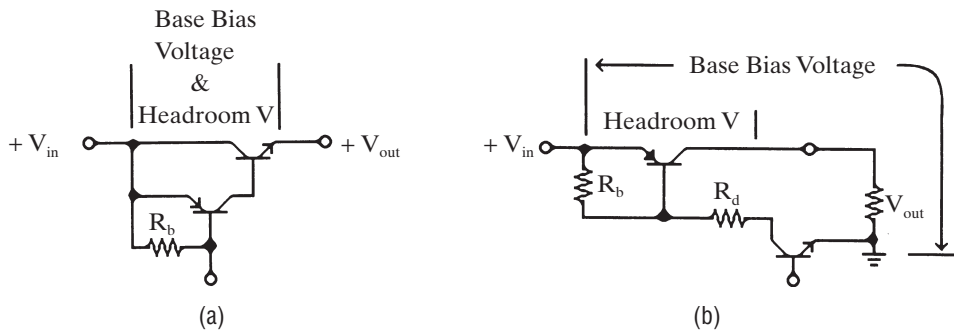 Base Bias
Voltage
&
Headroom V
+ V_in
+ V_out
R_b
(a)
Base Bias Voltage
Headroom V
+ V_in
R_b
R_d
V_out
(b)